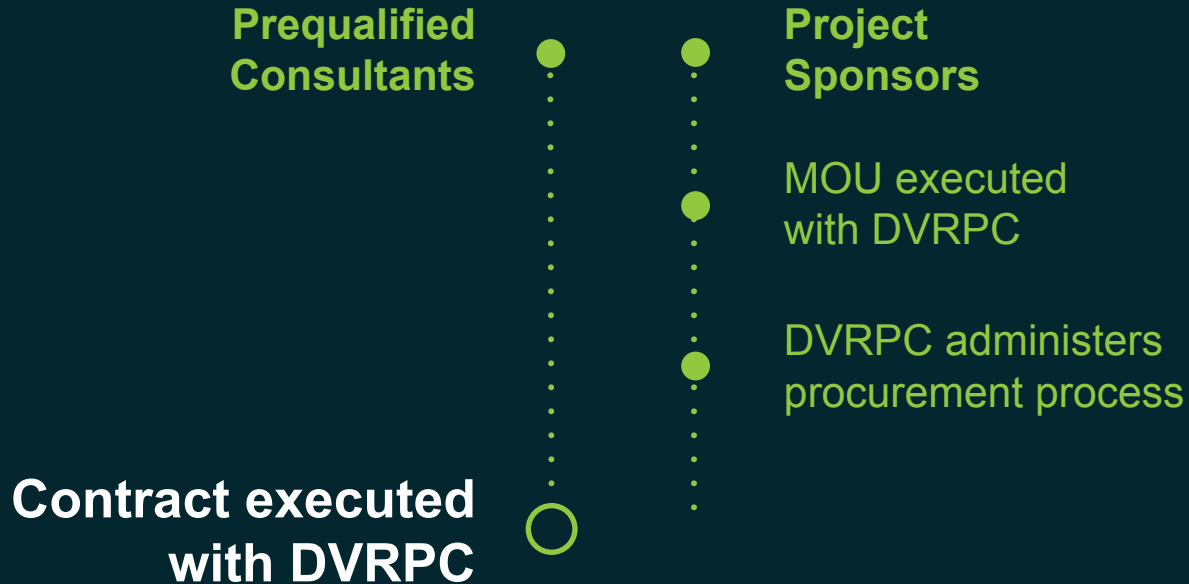 Prequalified
Consultants
Project
Sponsors
MOU executed
with DVRPC
DVRPC administers
procurement process
Contract executed
with DVRPC